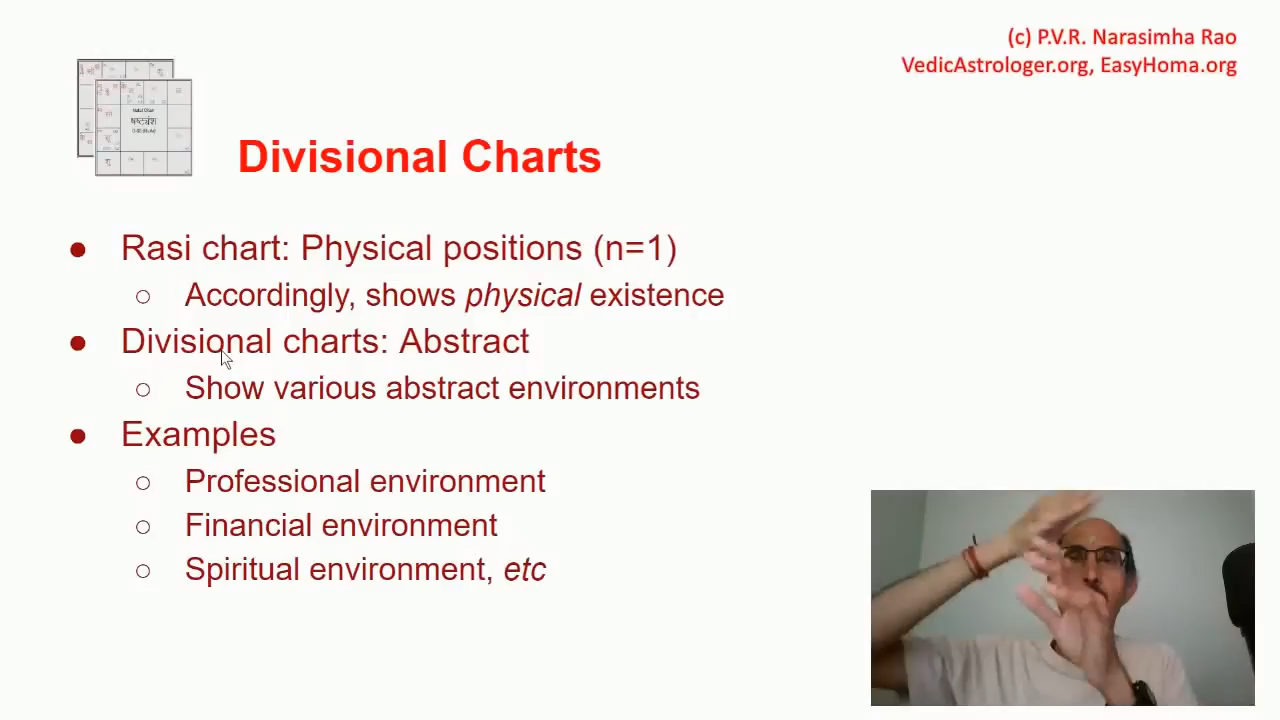 (c) P.V.R. Narasimha Rao
VedicAstrologer.org, EasyHoma.org
Divisional Charts
● Rasi chart: Physical positions (n=1)
○ Accordingly, shows physical existence
● Divisional charts: Abstract
○ Show various abstract environments
● Examples
○ Professional environment
○ Financial environment
○ Spiritual environment, etc